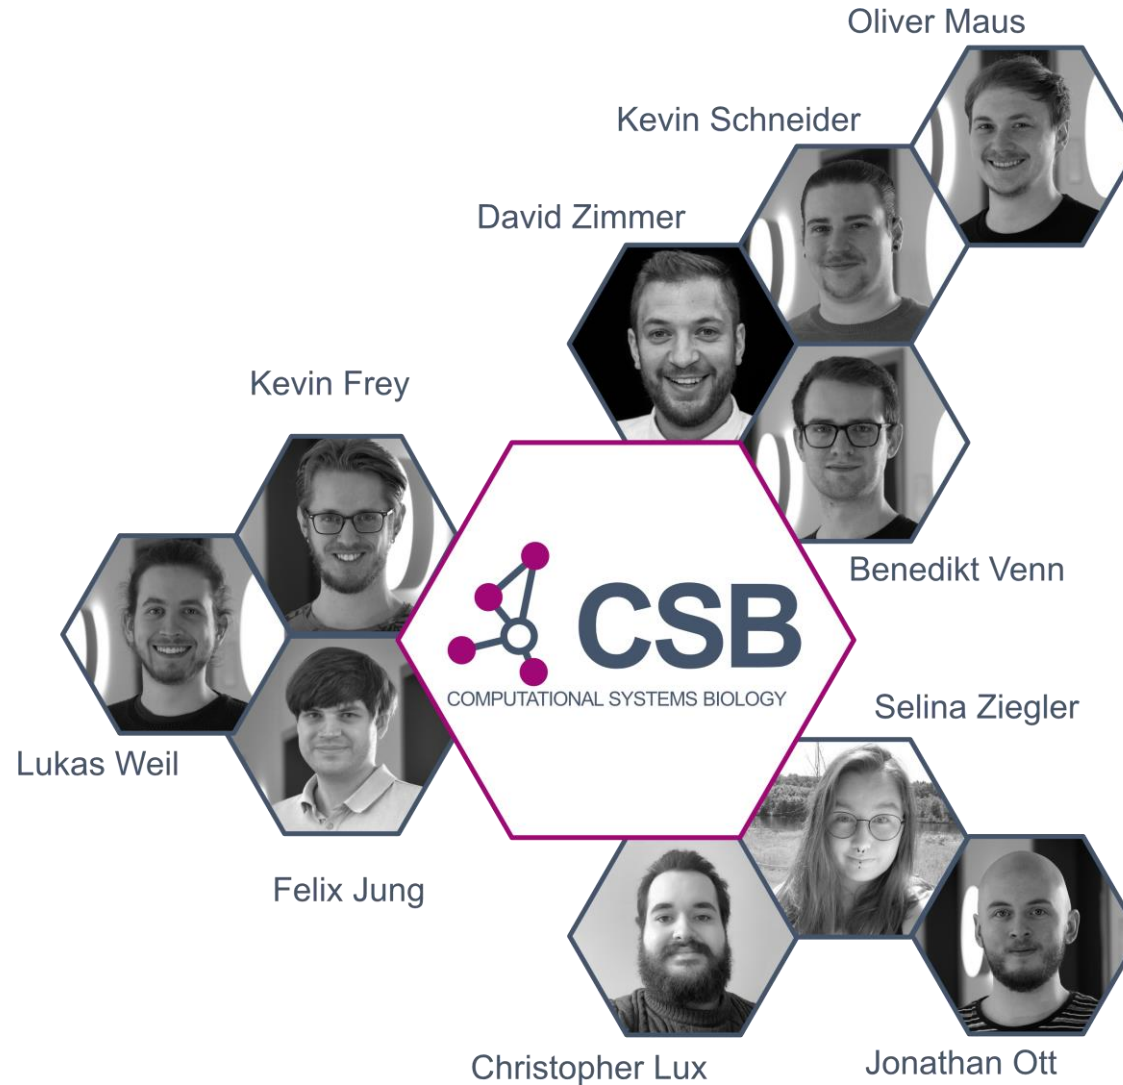 Oliver Maus
Kevin Schneider
David Zimmer
Kevin Frey
Benedikt Venn
CSB
COMPUTATIONAL SYSTEMS BIOLOGY
Selina Ziegler
Lukas Weil
Felix Jung
Christopher Lux
Jonathan Ott